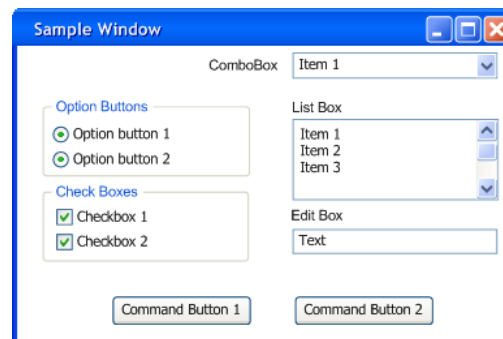 Sample Window
ComboBox
Item 1
Option Buttons
Option button 1
Option button 2
Check Boxes
Checkbox 1
Checkbox 2
List Box
Item 1
Item 2
Item 3
Edit Box
Text
Command Button 1
Command Button 2